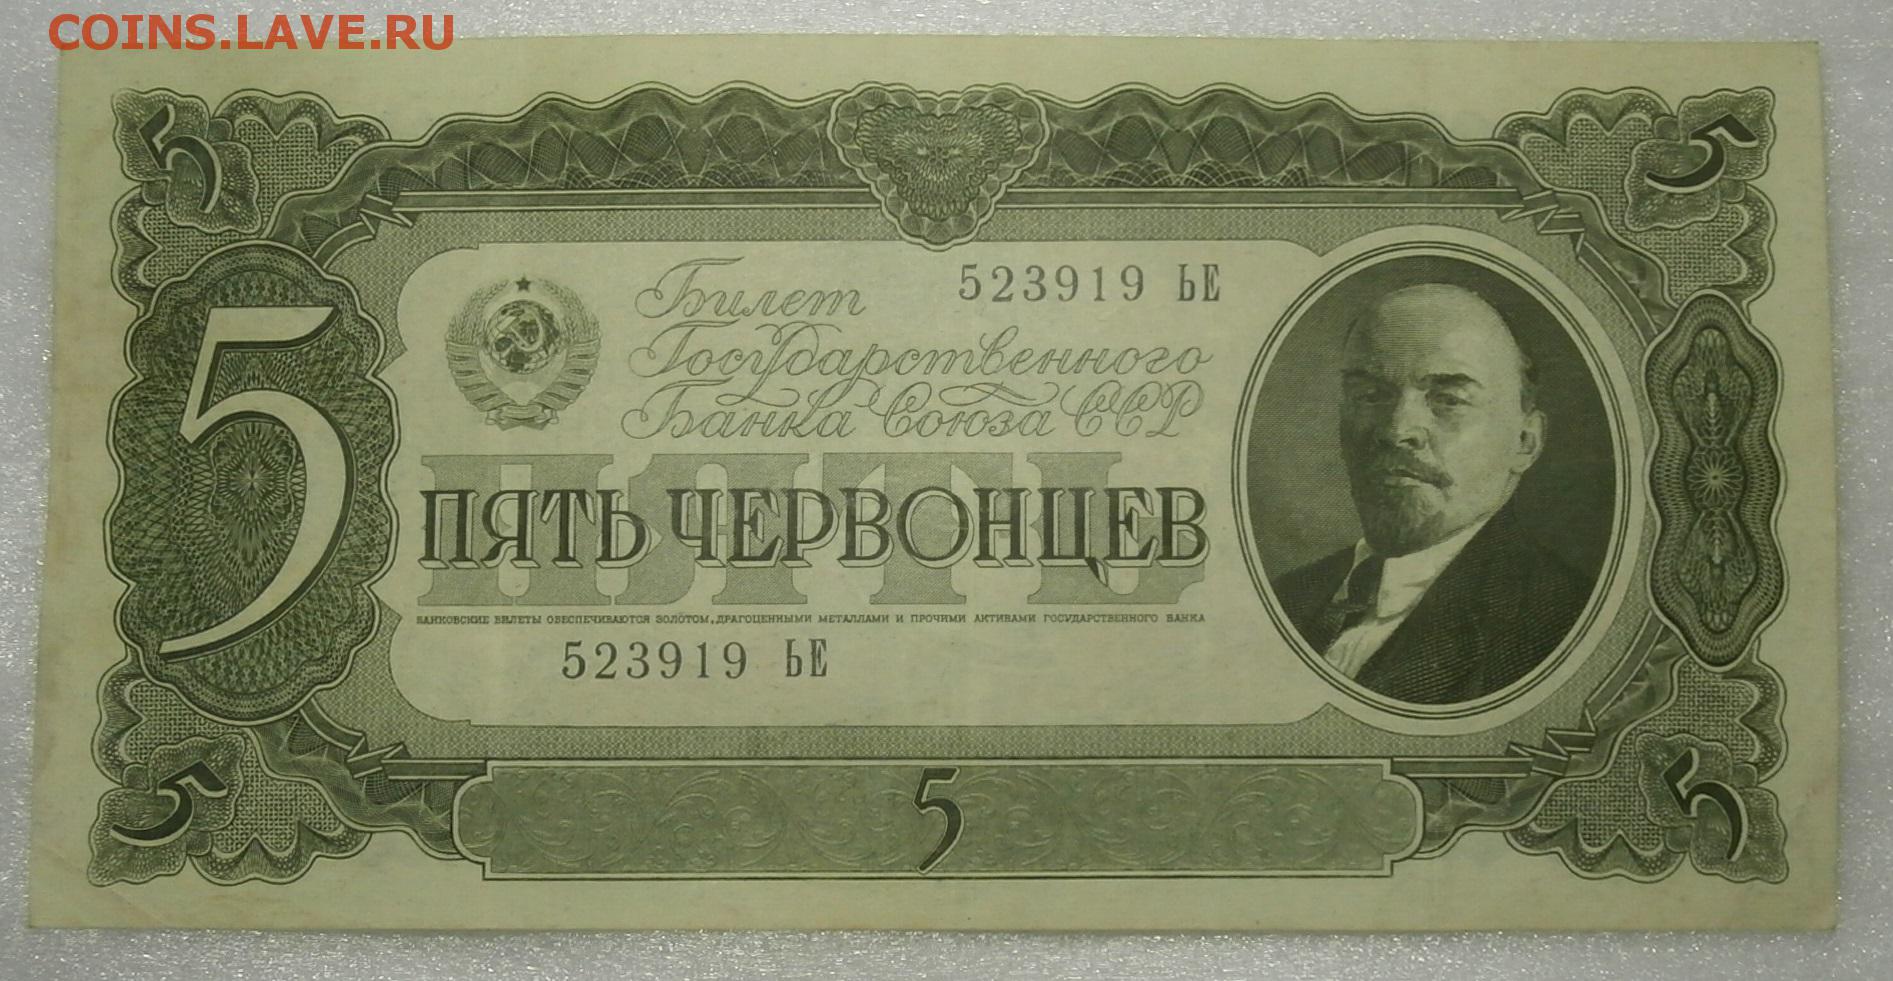 COINS.LAVE.RU
5 5
5
Билет 523919 ЬЕ
Государственного
Банка Союза ССР
ПЯТЬ
ПЯТЬ ЧЕРВОНЦЕВ
БАНКОВСКИЕ БИЛЕТЫ ОБЕСПЕЧИВАЮТСЯ ЗОЛОТОМ, ДРАГОЦЕННЫМИ МЕТАЛЛАМИ И ПРОЧИМИ АКТИВАМИ ГОСУДАРСТВЕННОГО БАНКА
523919 ЬЕ
5 5 5